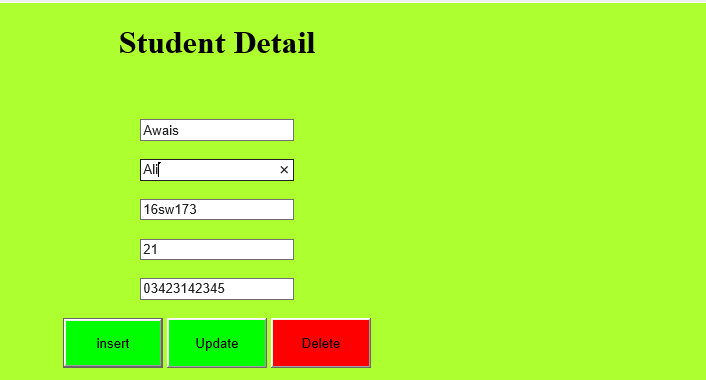 Student Detail
Awais
Ali ×
16sw173
21
03423142345
insert Update Delete